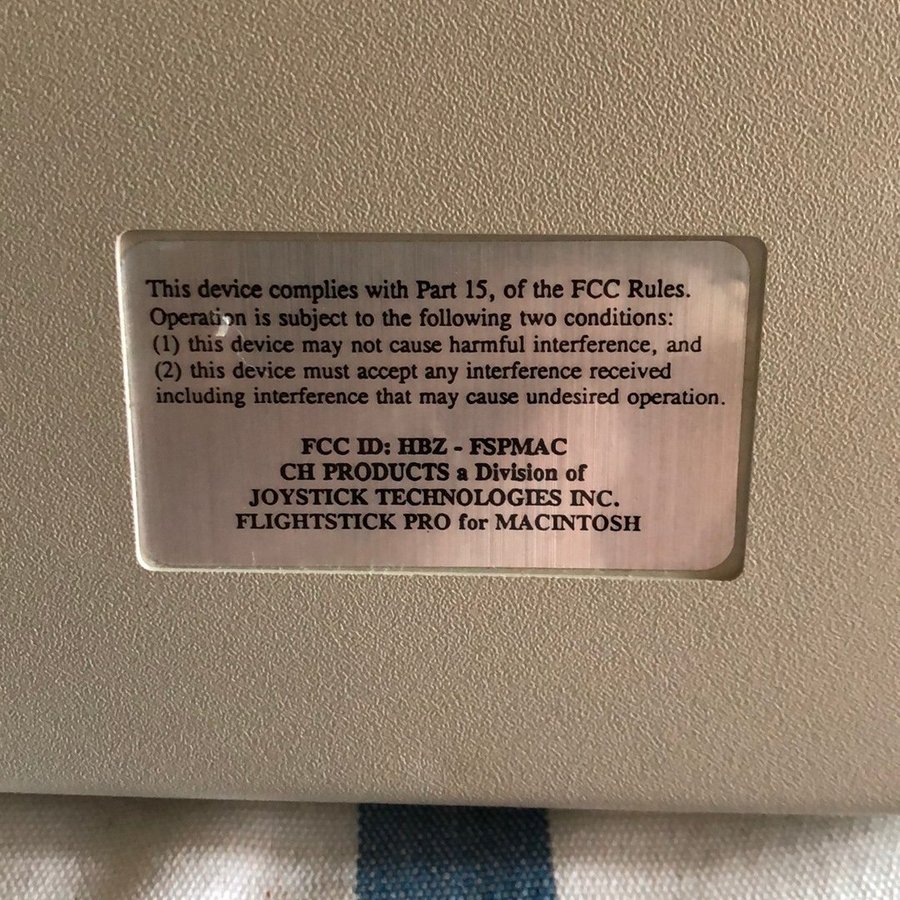 This device complies with Part 15, of the FCC Rules.
Operation is subject to the following two conditions:
(1) this device may not cause harmful interference, and
(2) this device must accept any interference received
including interference that may cause undesired operation.
FCC ID: HBZ - FSPMAC
CH PRODUCTS a Division of
JOYSTICK TECHNOLOGIES INC.
FLIGHTSTICK PRO for MACINTOSH